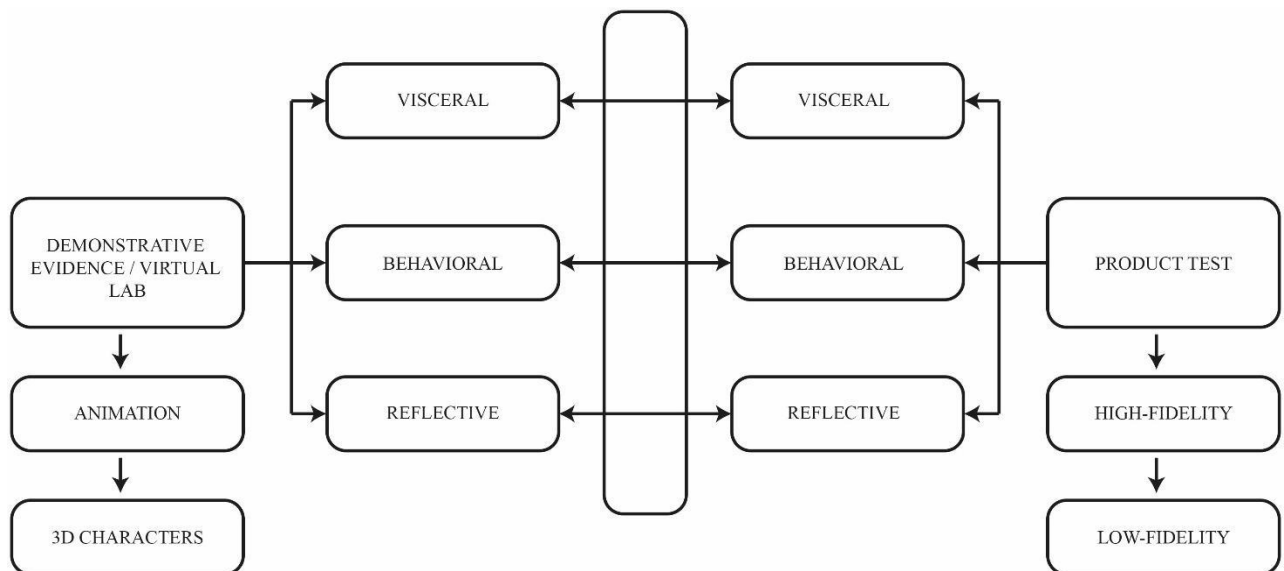 VISCERAL
VISCERAL
DEMONSTRATIVE
EVIDENCE / VIRTUAL
LAB
BEHAVIORAL
BEHAVIORAL
PRODUCT TEST
ANIMATION
REFLECTIVE
REFLECTIVE
HIGH-FIDELITY
3D CHARACTERS
LOW-FIDELITY